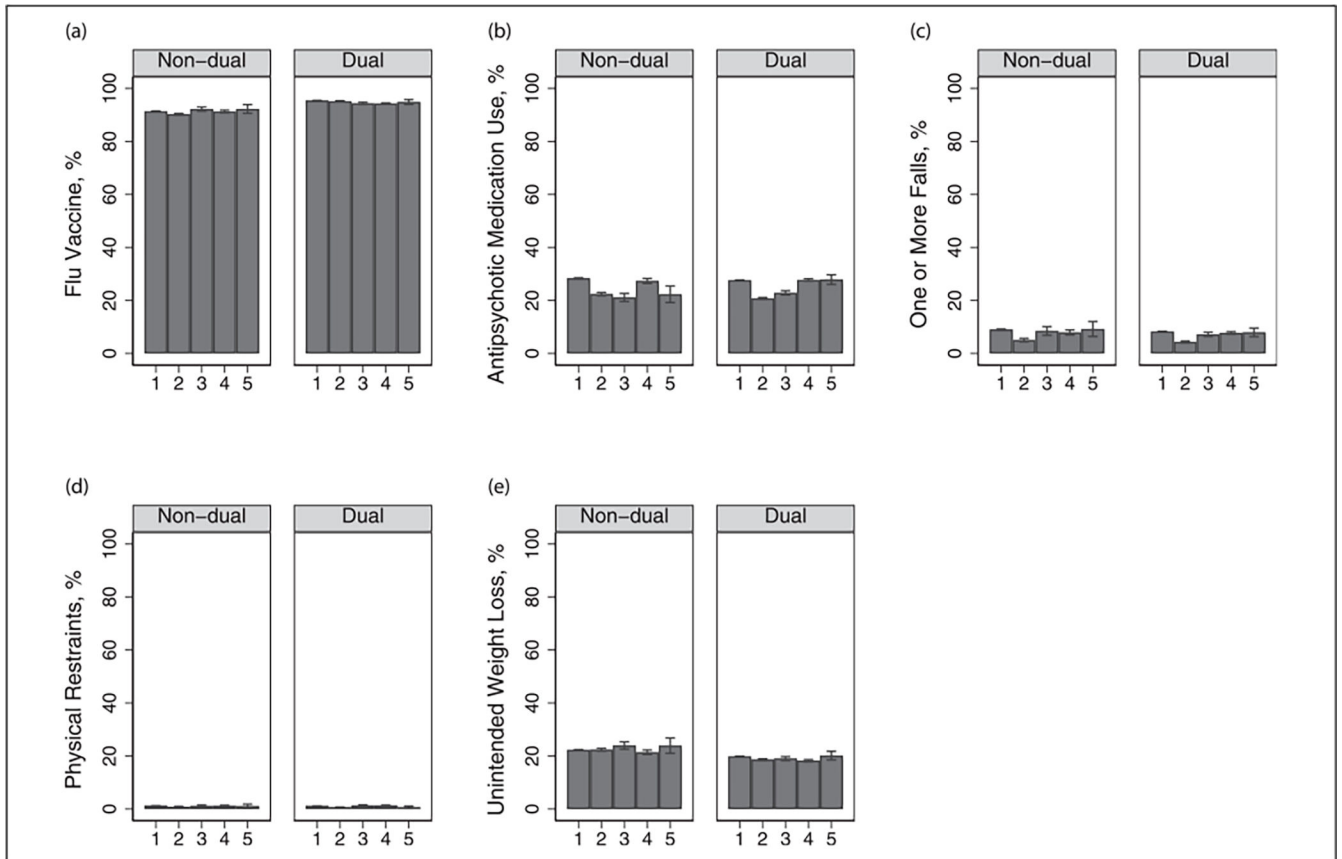 (a)
Non−dual Dual
Flu Vaccine, %
100
80
60
40
20
0
1 2 3 4 5 1 2 3 4 5
(b)
Non−dual Dual
Antipsychotic Medication Use, %
100
80
60
40
20
0
1 2 3 4 5 1 2 3 4 5
(c)
Non−dual Dual
One or More Falls, %
100
80
60
40
20
0
1 2 3 4 5 1 2 3 4 5
(d)
Non−dual Dual
Physical Restraints, %
100
80
60
40
20
0
1 2 3 4 5 1 2 3 4 5
(e)
Non−dual Dual
Unintended Weight Loss, %
100
80
60
40
20
0
1 2 3 4 5 1 2 3 4 5